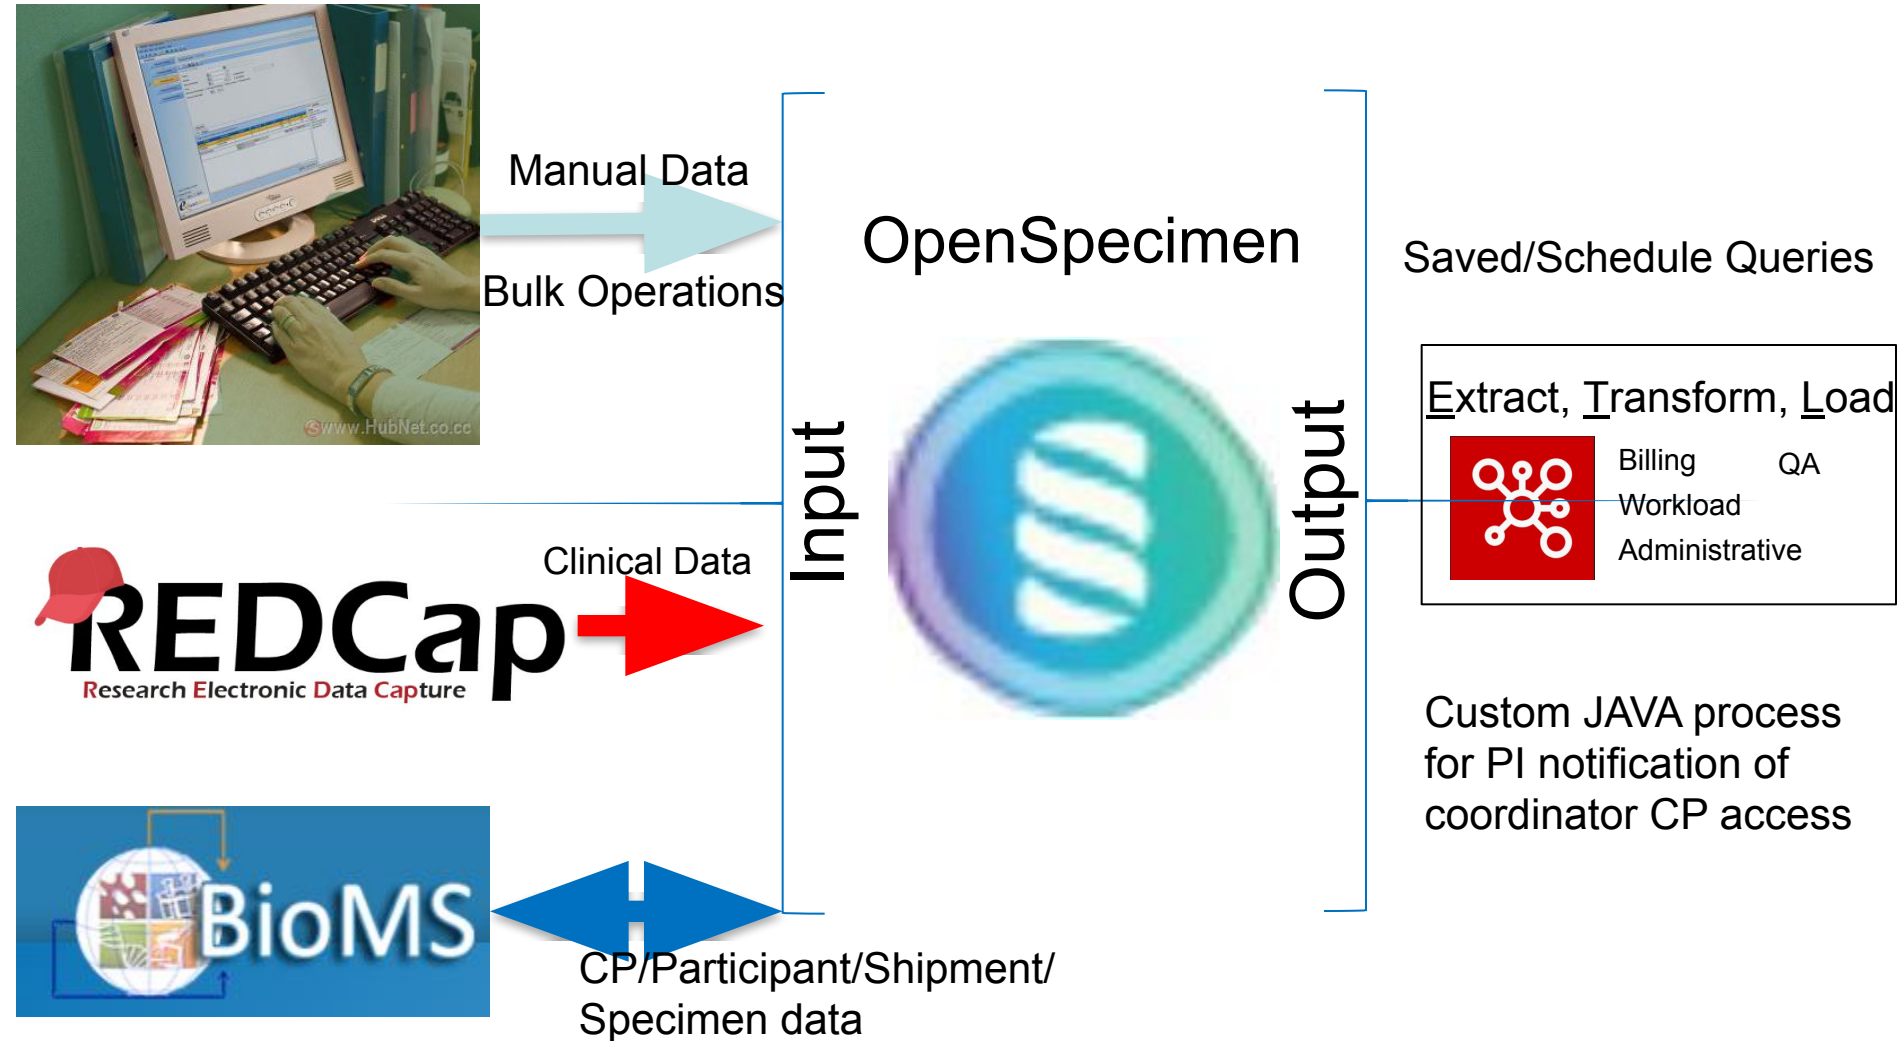 Manual Data
Bulk Operations
www.HubNet.co.cc
Clinical Data
REDCap
Research Electronic Data Capture
BioMS
CP/Participant/Shipment/
Specimen data
Input
OpenSpecimen
Output
Saved/Schedule Queries
Extract, Transform, Load
Billing QA
Workload
Administrative
Custom JAVA process
for PI notification of
coordinator CP access